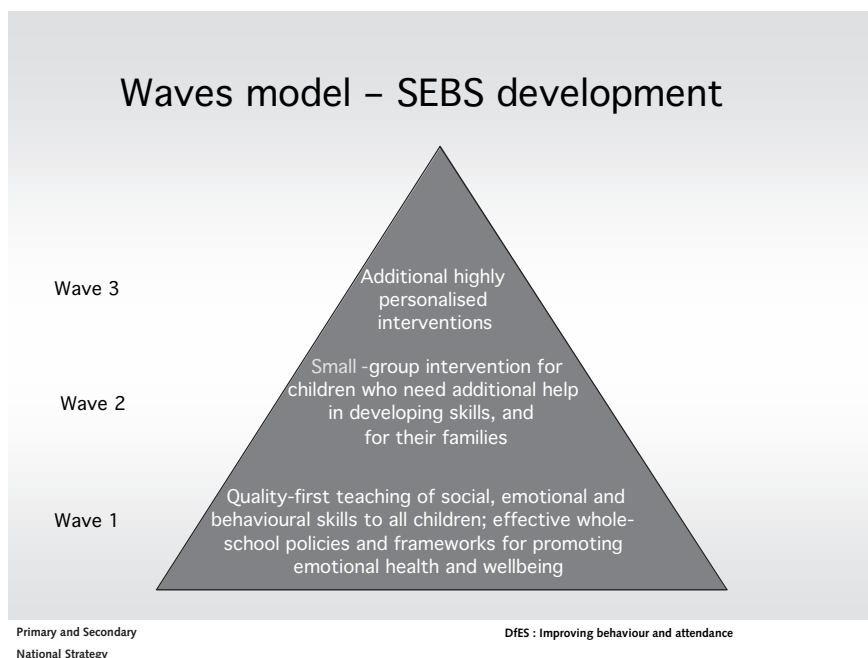 Waves model – SEBS development
Wave 3
Additional highly
personalised
interventions
Wave 2
Small -group intervention for
children who need additional help
in developing skills, and
for their families
Wave 1
Quality-first teaching of social, emotional and
behavioural skills to all children; effective whole-
school policies and frameworks for promoting
emotional health and wellbeing
Primary and Secondary
National Strategy
DfES : Improving behaviour and attendance